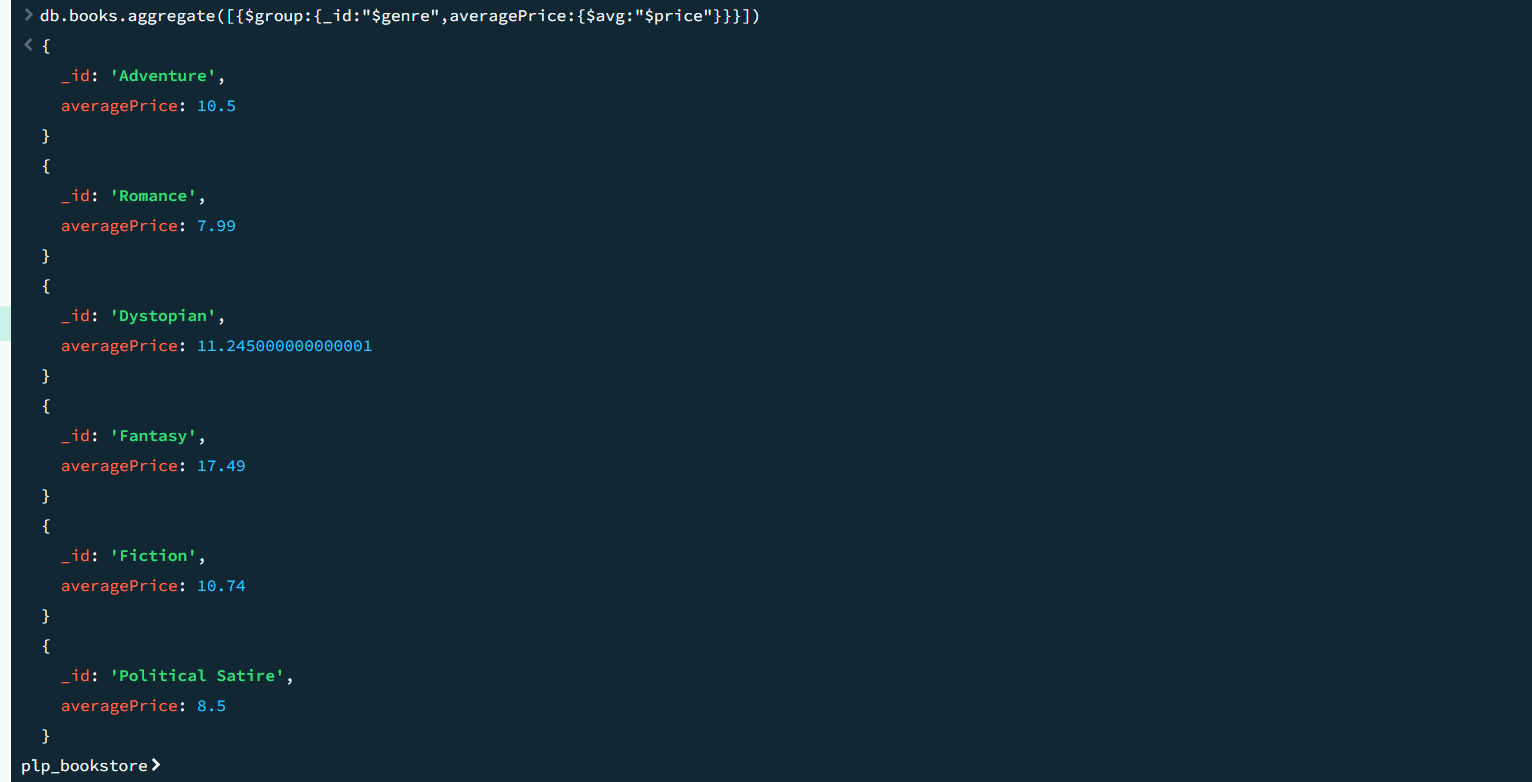 > db.books.aggregate([{$group:{_id:"$genre",averagePrice:{$avg:"$price"}}}])
< {
_id: 'Adventure',
averagePrice: 10.5
}
{
_id: 'Romance',
averagePrice: 7.99
}
{
_id: 'Dystopian',
averagePrice: 11.245000000000001
}
{
_id: 'Fantasy',
averagePrice: 17.49
}
{
_id: 'Fiction',
averagePrice: 10.74
}
{
_id: 'Political Satire',
averagePrice: 8.5
}
plp_bookstore>